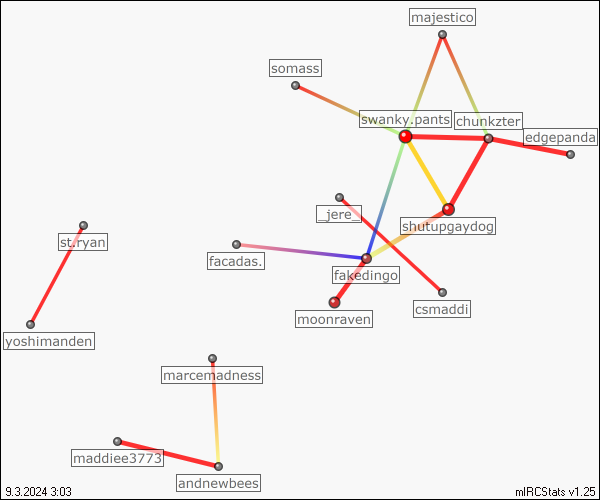 majestico
somass
swanky.pants
chunkzter
edgepanda
_jere_
shutupgaydog
st.ryan
facadas.
fakedingo
csmaddi
moonraven
yoshimanden
marcemadness
maddiee3773
andnewbees
9.3.2024 3:03
mIRCStats v1.25